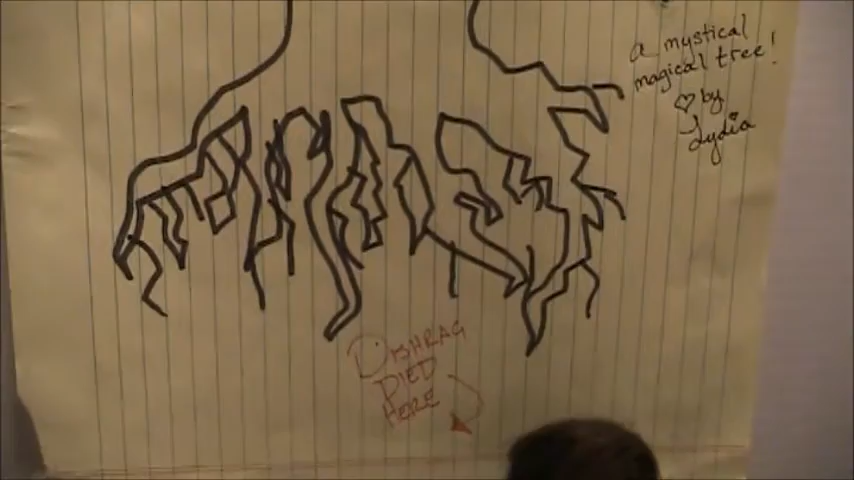 a mystical
magical tree!
♡ by
Lydia
DISHRAG
DIED
HERE